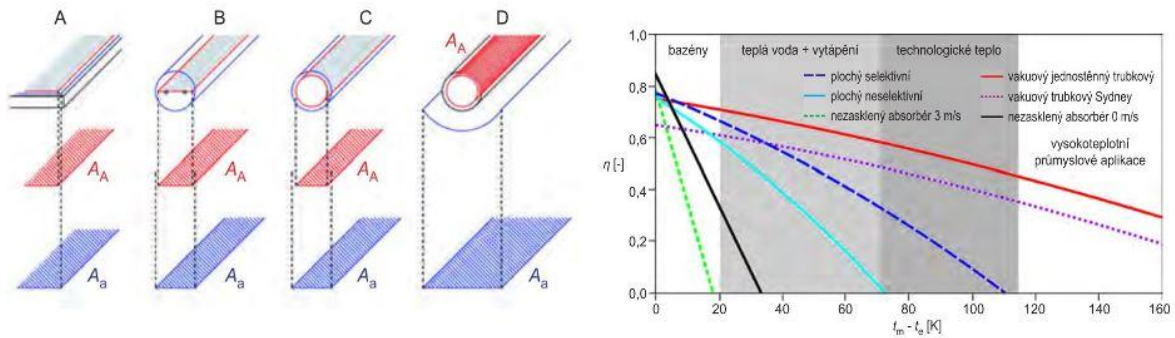 A B C D
A_A
A_A A_A A_A
A_a A_a A_a A_a
1,0
0,8
0,6
η [-]
0,4
0,2
0,0
bazény teplá voda + vytápění technologické teplo
plochý selektivní
plochý neselektivní
nezasklený absorbér 3 m/s
vakuový jednostěnný trubkový
vakuový trubkový Sydney
nezasklený absorbér 0 m/s
vysokoteplotní
průmyslové aplikace
0 20 40 60 80 100 120 140 160
t_m - t_e [K]